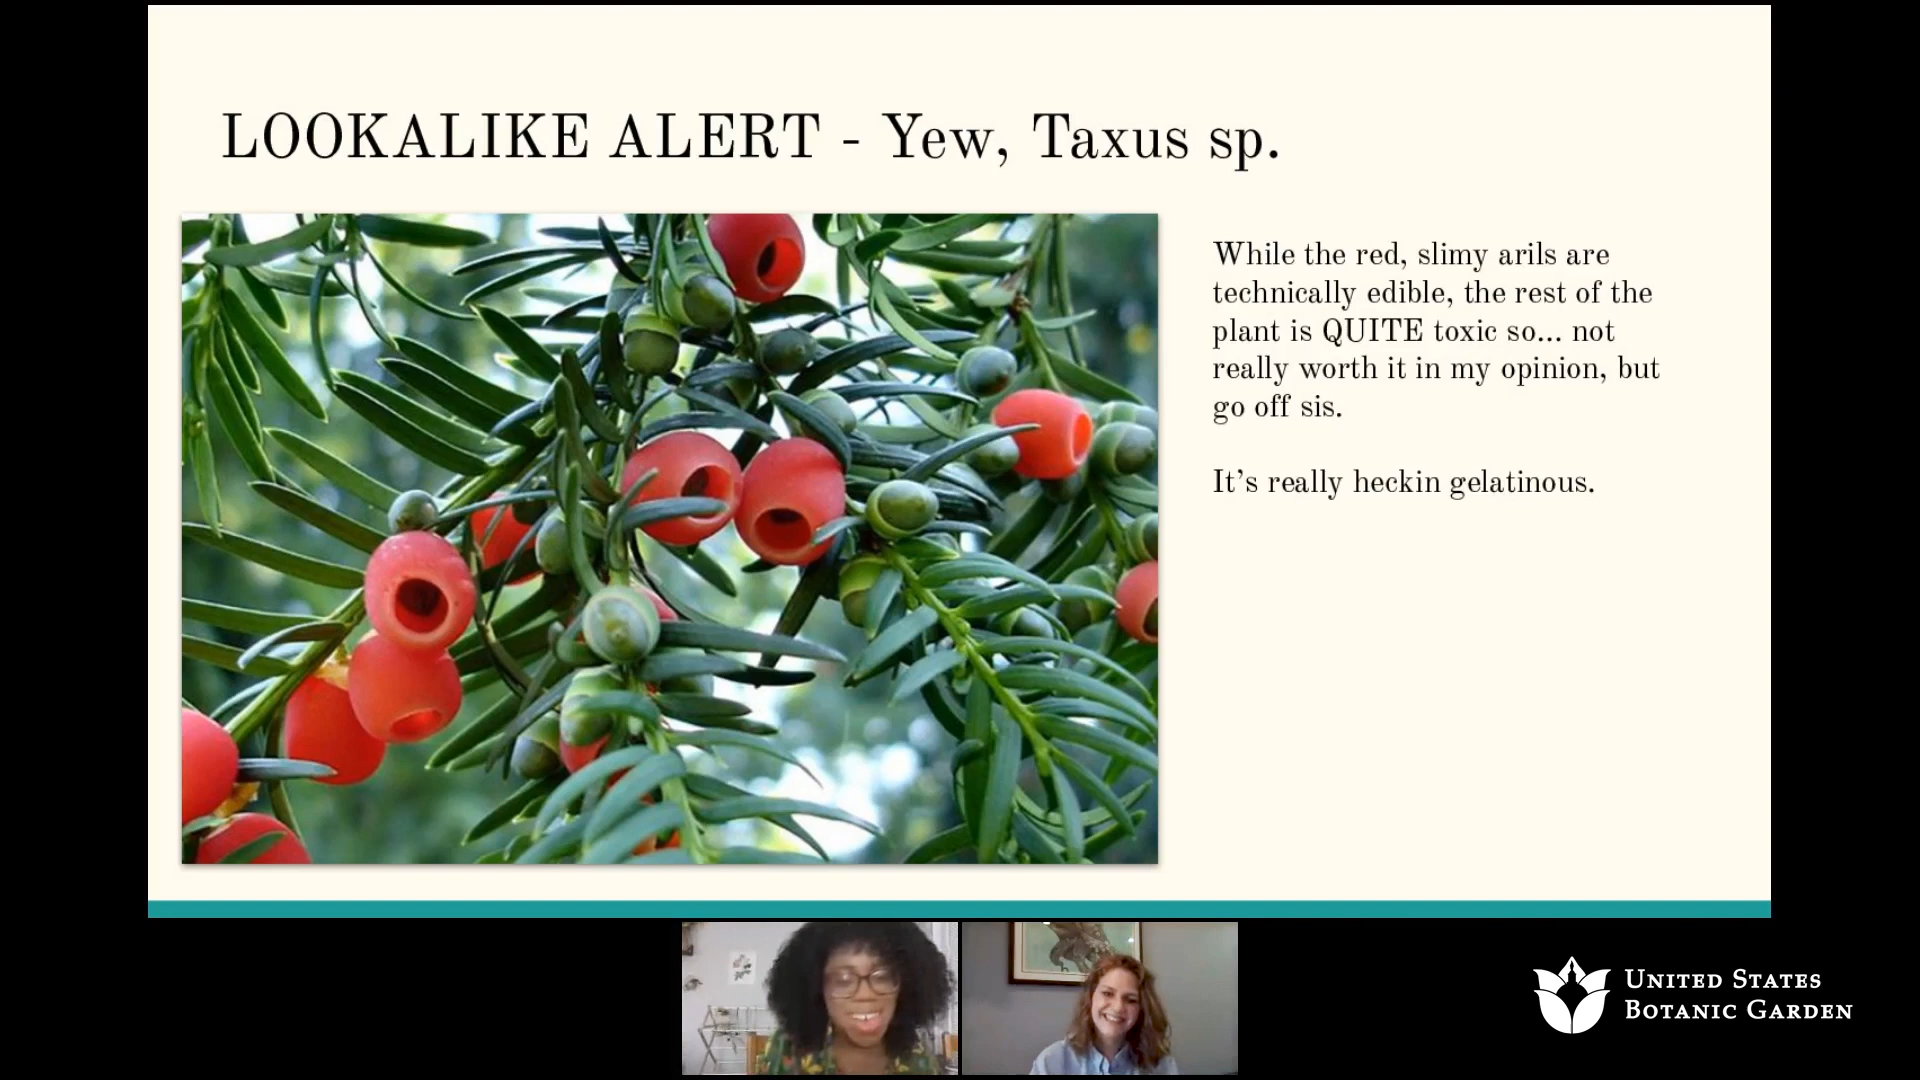 LOOKALIKE ALERT - Yew, Taxus sp.
While the red, slimy arils are
technically edible, the rest of the
plant is QUITE toxic so... not
really worth it in my opinion, but
go off sis.
It's really heckin gelatinous.
UNITED STATES
BOTANIC GARDEN